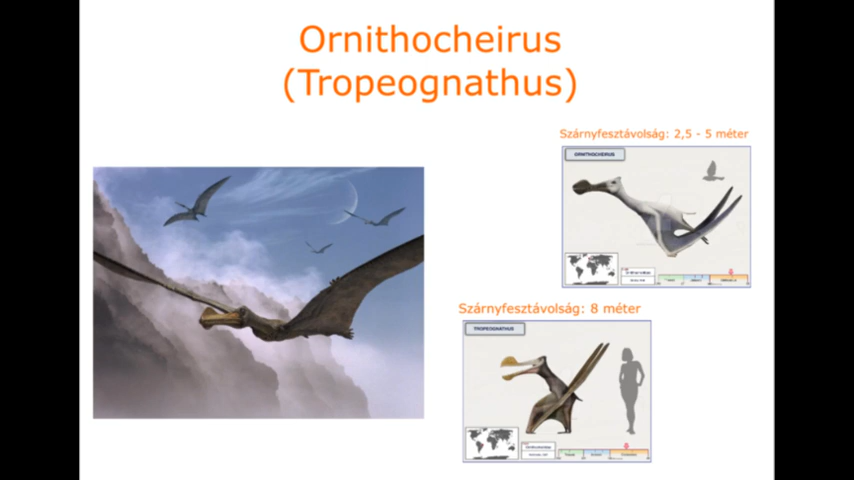 Ornithocheirus
(Tropeognathus)
Szárnyfesztávolság: 2,5 - 5 méter
ORNITHOCHEIRUS
Szárnyfesztávolság: 8 méter
TROPEOGNATHUS